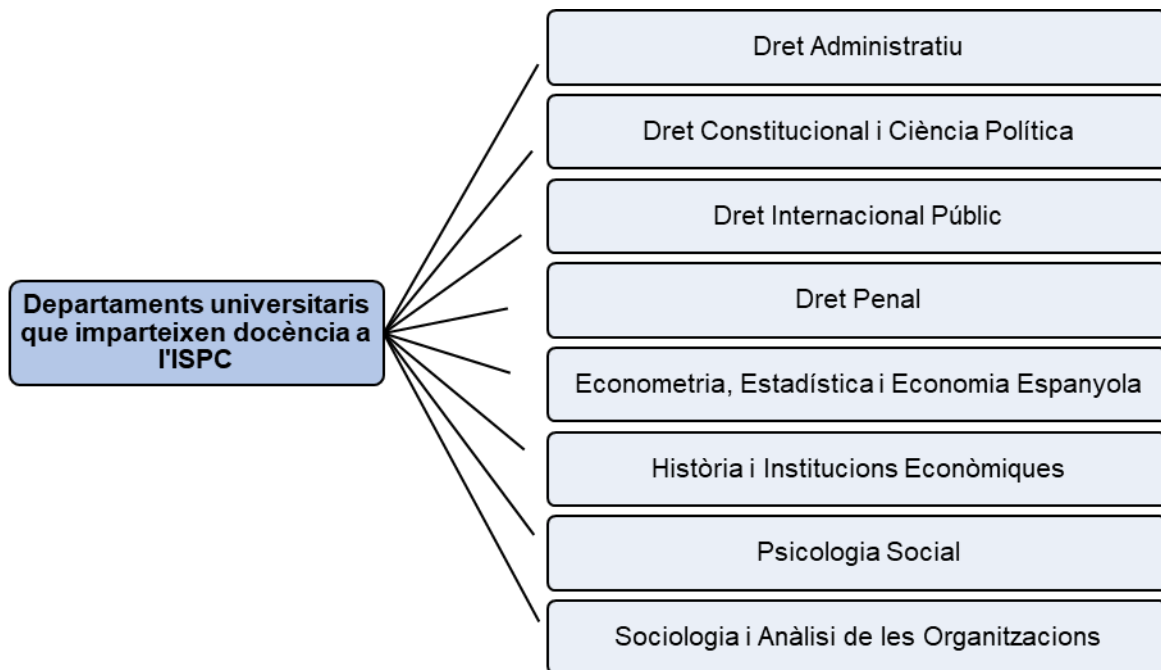 Dret Administratiu
Dret Constitucional i Ciència Política
Dret Internacional Públic
Dret Penal
Departaments universitaris
que imparteixen docència a
l'ISPC
Econometria, Estadística i Economia Espanyola
Història i Institucions Econòmiques
Psicologia Social
Sociologia i Anàlisi de les Organitzacions